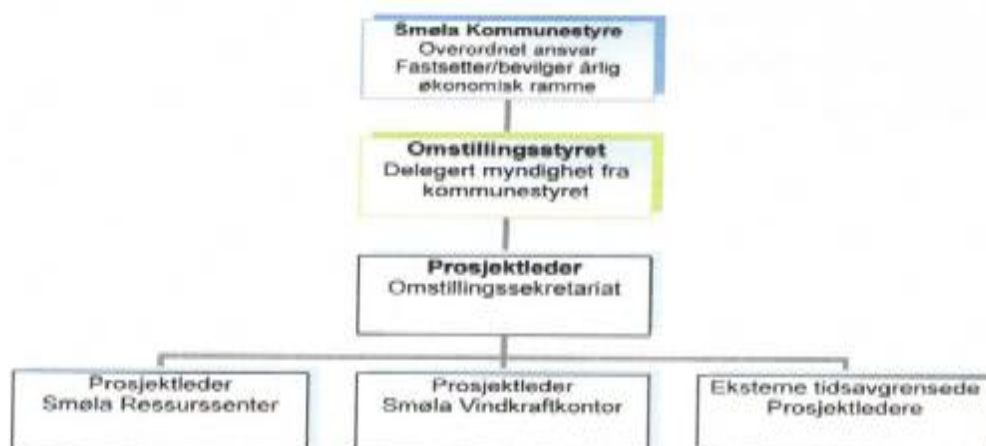 Smøla Kommunestyre
Overordnet ansvar
Fastsetter/bevilger årlig
økonomisk ramme
Omstillingsstyret
Delegert myndighet fra
kommunestyret
Prosjektleder
Omstillingssekretariat
Prosjektleder
Smøla Ressurssenter
Prosjektleder
Smøla Vindkraftkontor
Eksterne tidsavgrensede
Prosjektledere